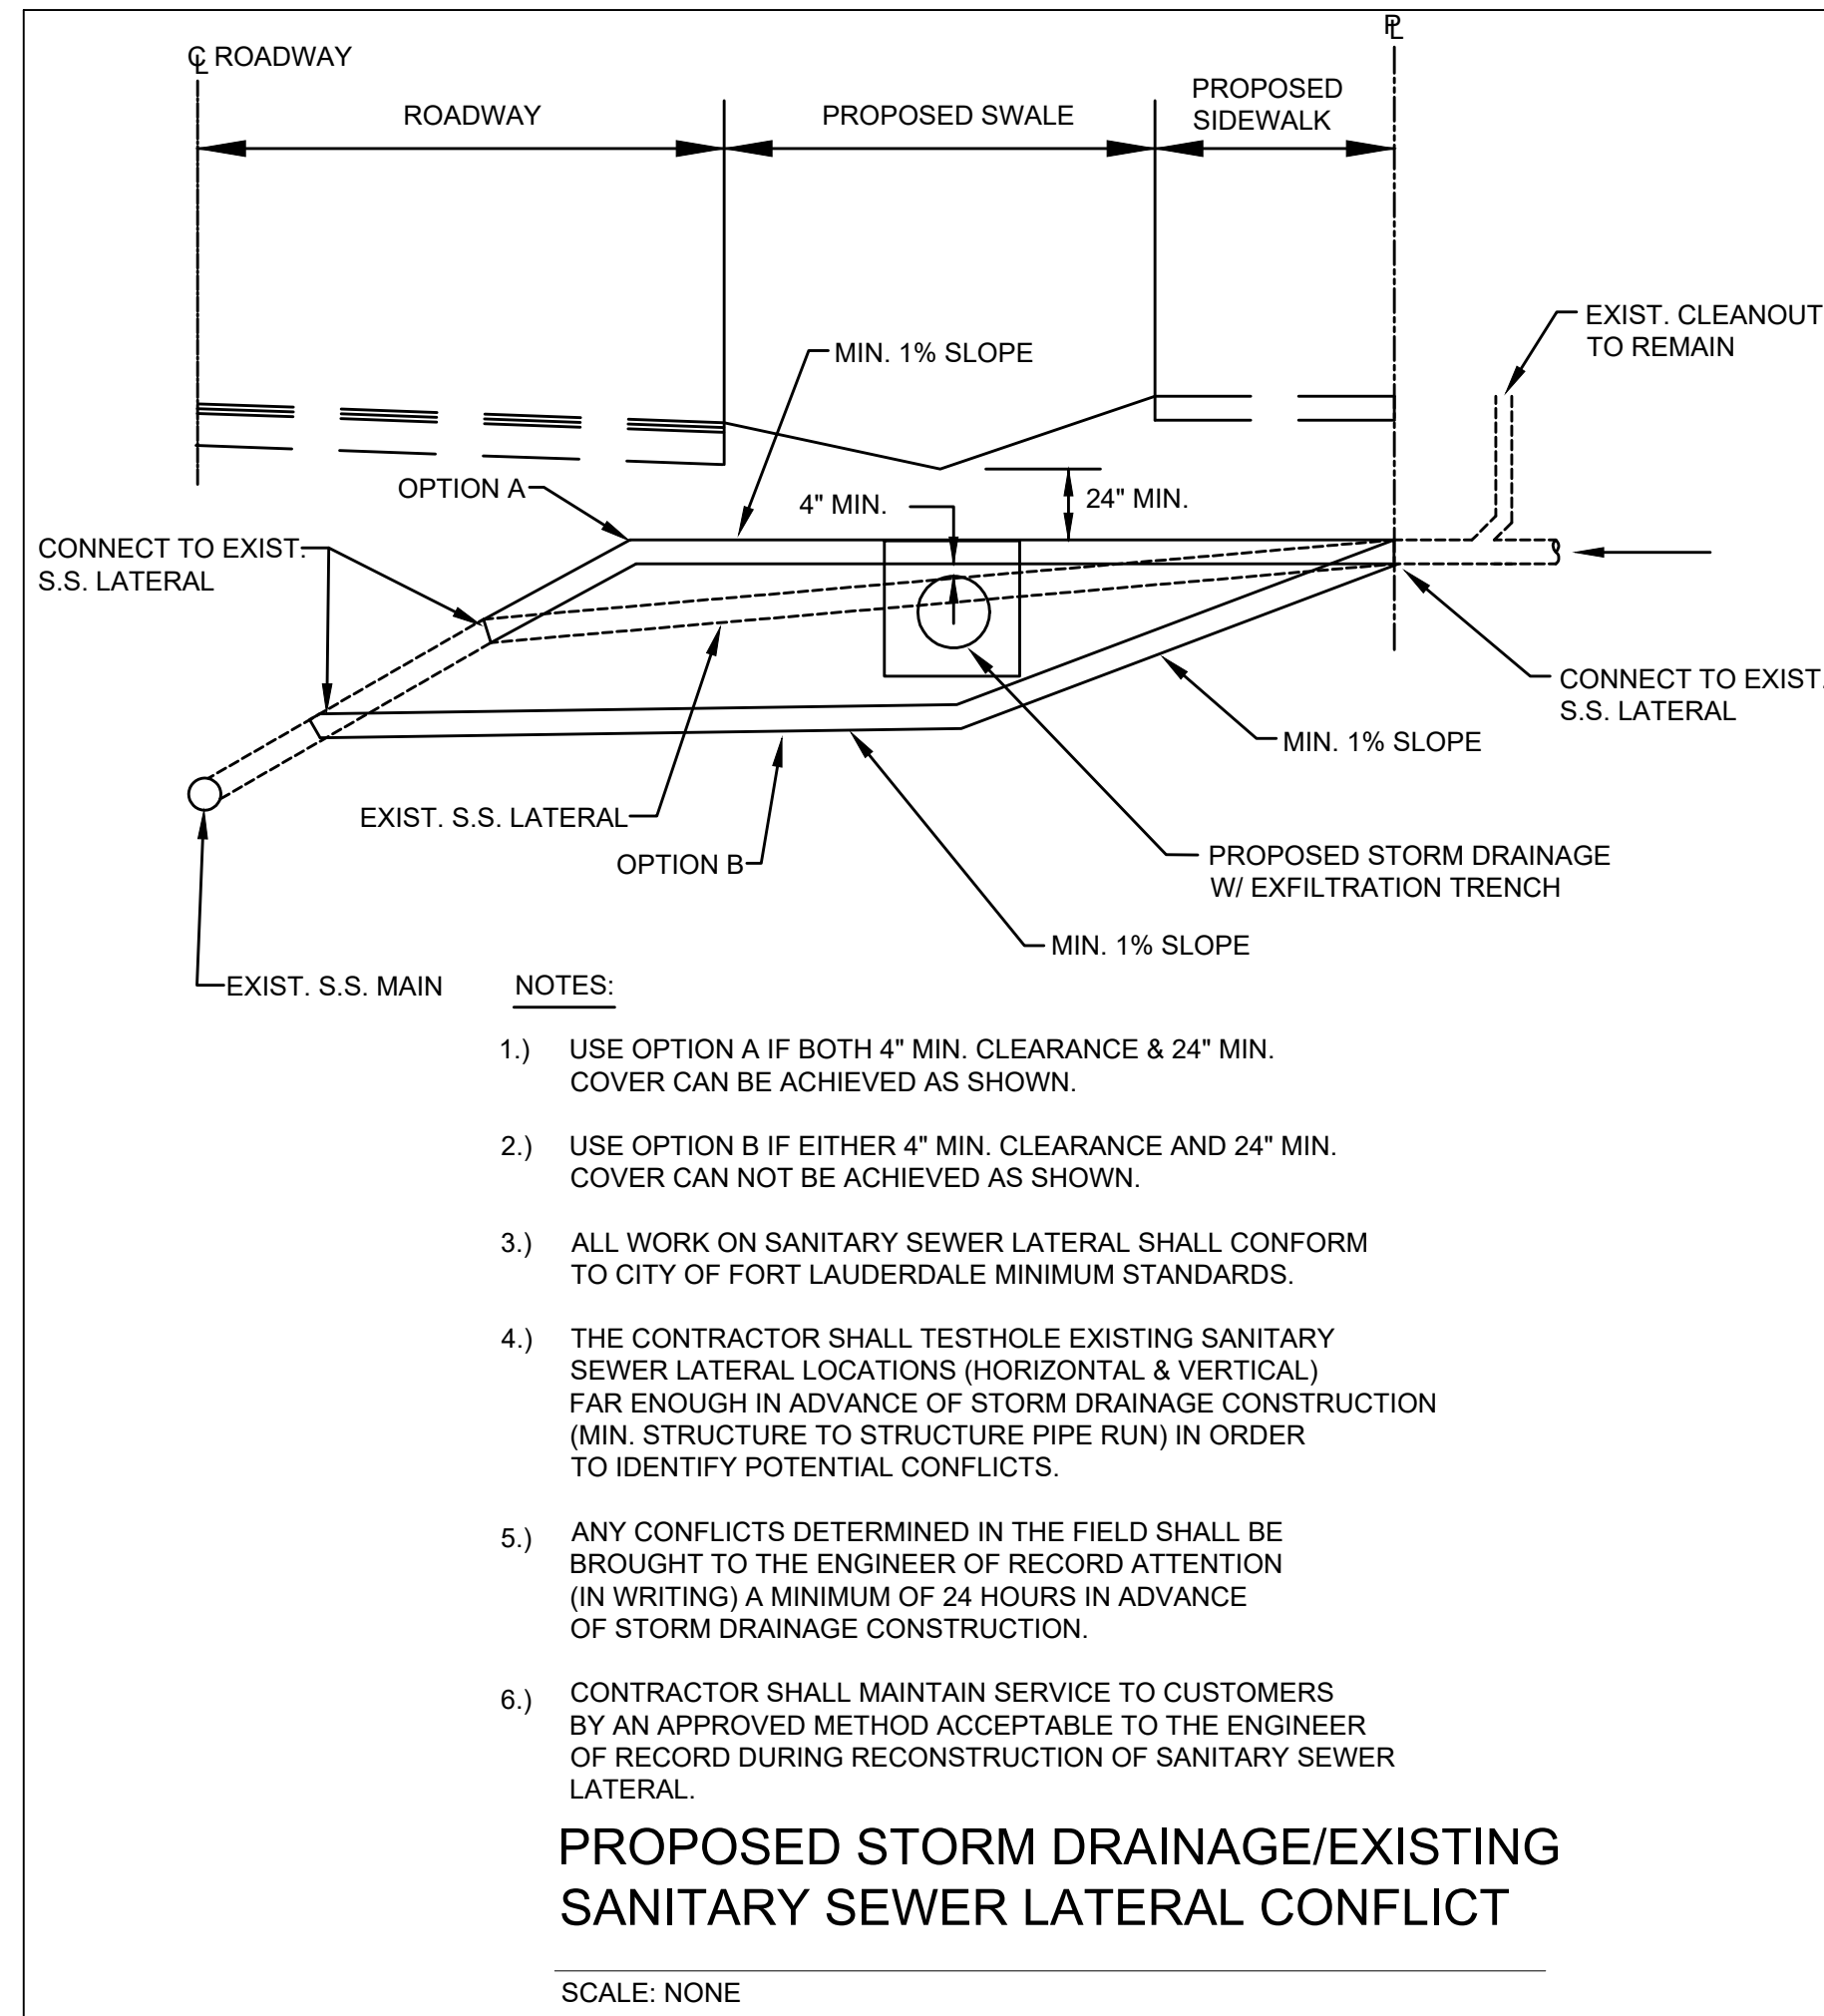 ℄ ROADWAY
℄ 
ROADWAY
PROPOSED SWALE
PROPOSED
SIDEWALK
EXIST. CLEANOUT
TO REMAIN
MIN. 1% SLOPE
OPTION A
4" MIN.
24" MIN.
CONNECT TO EXIST.
S.S. LATERAL
CONNECT TO EXIST.
S.S. LATERAL
MIN. 1% SLOPE
EXIST. S.S. LATERAL
OPTION B
PROPOSED STORM DRAINAGE
W/ EXFILTRATION TRENCH
MIN. 1% SLOPE
EXIST. S.S. MAIN
NOTES:
1.) USE OPTION A IF BOTH 4" MIN. CLEARANCE & 24" MIN.
COVER CAN BE ACHIEVED AS SHOWN.
2.) USE OPTION B IF EITHER 4" MIN. CLEARANCE AND 24" MIN.
COVER CAN NOT BE ACHIEVED AS SHOWN.
3.) ALL WORK ON SANITARY SEWER LATERAL SHALL CONFORM
TO CITY OF FORT LAUDERDALE MINIMUM STANDARDS.
4.) THE CONTRACTOR SHALL TESTHOLE EXISTING SANITARY
SEWER LATERAL LOCATIONS (HORIZONTAL & VERTICAL)
FAR ENOUGH IN ADVANCE OF STORM DRAINAGE CONSTRUCTION
(MIN. STRUCTURE TO STRUCTURE PIPE RUN) IN ORDER
TO IDENTIFY POTENTIAL CONFLICTS.
5.) ANY CONFLICTS DETERMINED IN THE FIELD SHALL BE
BROUGHT TO THE ENGINEER OF RECORD ATTENTION
(IN WRITING) A MINIMUM OF 24 HOURS IN ADVANCE
OF STORM DRAINAGE CONSTRUCTION.
6.) CONTRACTOR SHALL MAINTAIN SERVICE TO CUSTOMERS
BY AN APPROVED METHOD ACCEPTABLE TO THE ENGINEER
OF RECORD DURING RECONSTRUCTION OF SANITARY SEWER
LATERAL.
PROPOSED STORM DRAINAGE/EXISTING
SANITARY SEWER LATERAL CONFLICT
SCALE: NONE